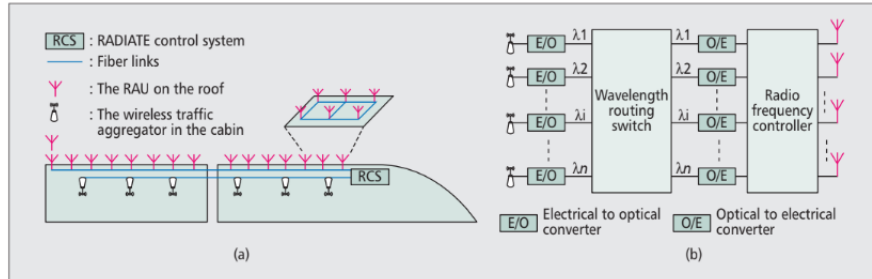 RCS : RADIATE control system
: Fiber links
: The RAU on the roof
: The wireless traffic
aggregator in the cabin
RCS
(a)
E/O λ1 λ1 O/E
E/O λ2 λ2 O/E
E/O λi λi O/E
E/O λn λn O/E
Wavelength
routing
switch
Radio
frequency
controller
E/O Electrical to optical
converter
O/E Optical to electrical
converter
(b)